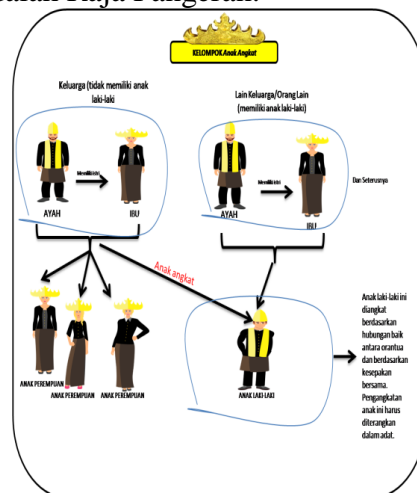 KELOMPOK Anak Angkat
Keluarga (tidak memiliki anak
laki-laki
Lain Keluarga/Orang Lain
(memiliki anak laki-laki)
Memiliki Istri
AYAH
IBU
Memiliki Istri
AYAH
IBU
Dan Seterusnya
Anak angkat
ANAK PEREMPUAN
ANAK PEREMPUAN
ANAK PEREMPUAN
ANAK LAKI-LAKI
Anak laki-laki ini
diangkat
berdasarkan
hubungan baik
antara orantua
dan berdasarkan
kesepakan
bersama.
Pengangkatan
anak ini harus
diterangkan
dalam adat.